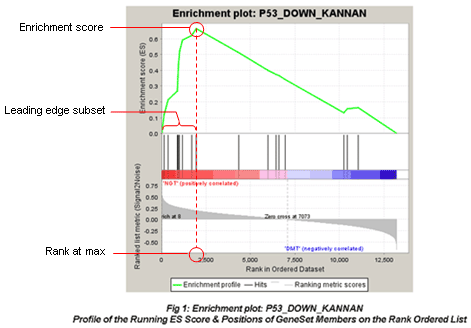 Enrichment plot: P53_DOWN_KANNAN
Enrichment score
Enrichment score (ES)
0.6
0.5
0.4
0.3
0.2
0.1
0.0
Leading edge subset
'NGT' (positively correlated)
0.75
0.50
0.25
0.00
-0.25
-0.50
Ranked list metric (Signal2Noise)
Zero cross at 7073
'DMT' (negatively correlated)
Rank at max
0 2,500 5,000 7,500 10,000 12,500
Rank in Ordered Dataset
Enrichment profile Hits Ranking metric scores
Fig 1: Enrichment plot: P53_DOWN_KANNAN
Profile of the Running ES Score & Positions of GeneSet Members on the Rank Ordered List